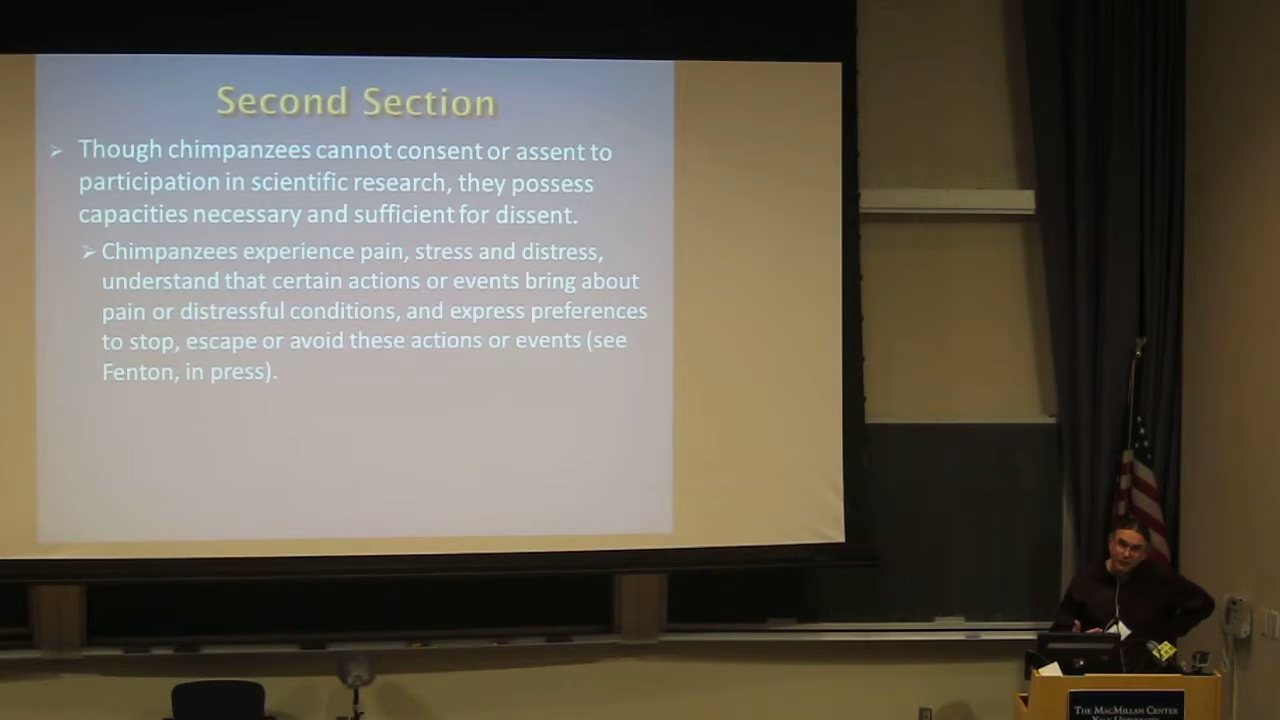 Second Section
Though chimpanzees cannot consent or assent to
participation in scientific research, they possess
capacities necessary and sufficient for dissent.
Chimpanzees experience pain, stress and distress,
understand that certain actions or events bring about
pain or distressful conditions, and express preferences
to stop, escape or avoid these actions or events (see
Fenton, in press).
THE MACMILLAN CENTER
YALE UNIVERSITY